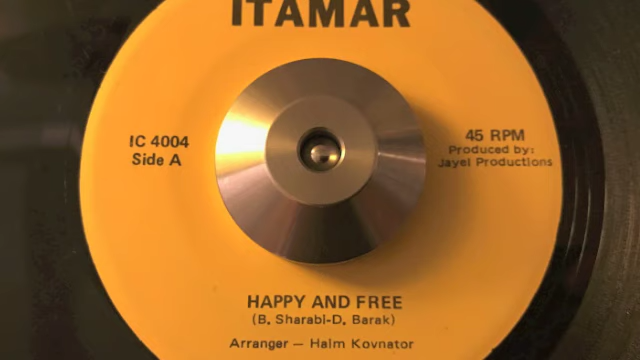 ITAMAR
IC 4004
Side A
45 RPM
Produced by:
Jayel Productions
HAPPY AND FREE
(B. Sharabi-D. Barak)
Arranger — Haim Kovnator